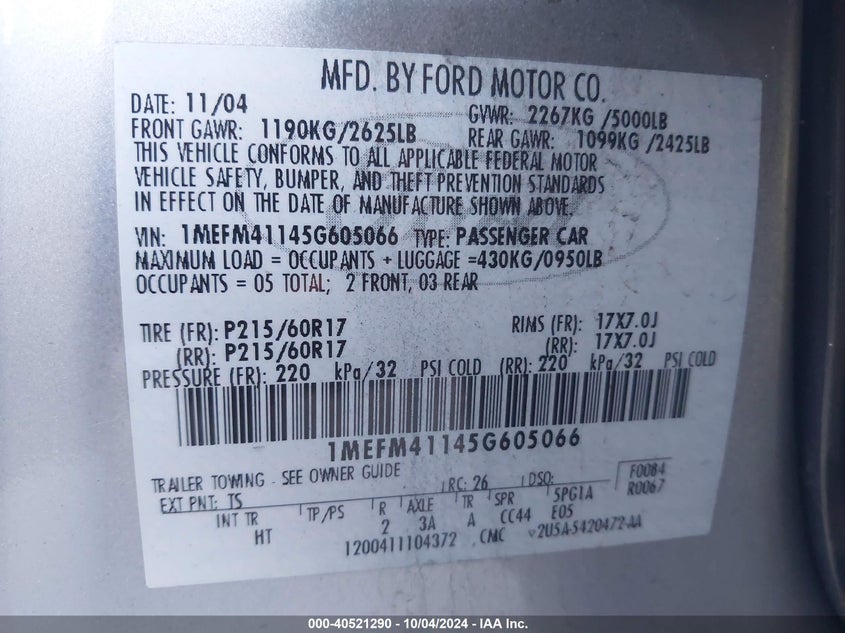 MFD. BY FORD MOTOR CO.
DATE: 11/04 GVWR: 2267KG /5000LB
FRONT GAWR: 1190KG/2625LB REAR GAWR: 1099KG /2425LB
THIS VEHICLE CONFORMS TO ALL APPLICABLE FEDERAL MOTOR
VEHICLE SAFETY, BUMPER, AND THEFT PREVENTION STANDARDS
IN EFFECT ON THE DATE OF MANUFACTURE SHOWN ABOVE.
VIN: 1MEFM41145G605066 TYPE: PASSENGER CAR
MAXIMUM LOAD = OCCUPANTS + LUGGAGE =430KG/0950LB
OCCUPANTS = 05 TOTAL; 2 FRONT, 03 REAR
TIRE (FR): P215/60R17 RIMS (FR): 17X7.0J
(RR): P215/60R17 (RR): 17X7.0J
PRESSURE (FR): 220 kPa/32 PSI COLD (RR): 220 kPa/32 PSI COLD
1MEFM41145G605066
TRAILER TOWING - SEE OWNER GUIDE RC: 26 DSO: F0084
EXT PNT: TS 5PG1A R0067
INT TR TP/PS R AXLE TR SPR E05
HT 2 3A A CC44
1200411104372 CMC v2U5A-5420472-AA
000-40521290 - 10/04/2024 - IAA Inc.